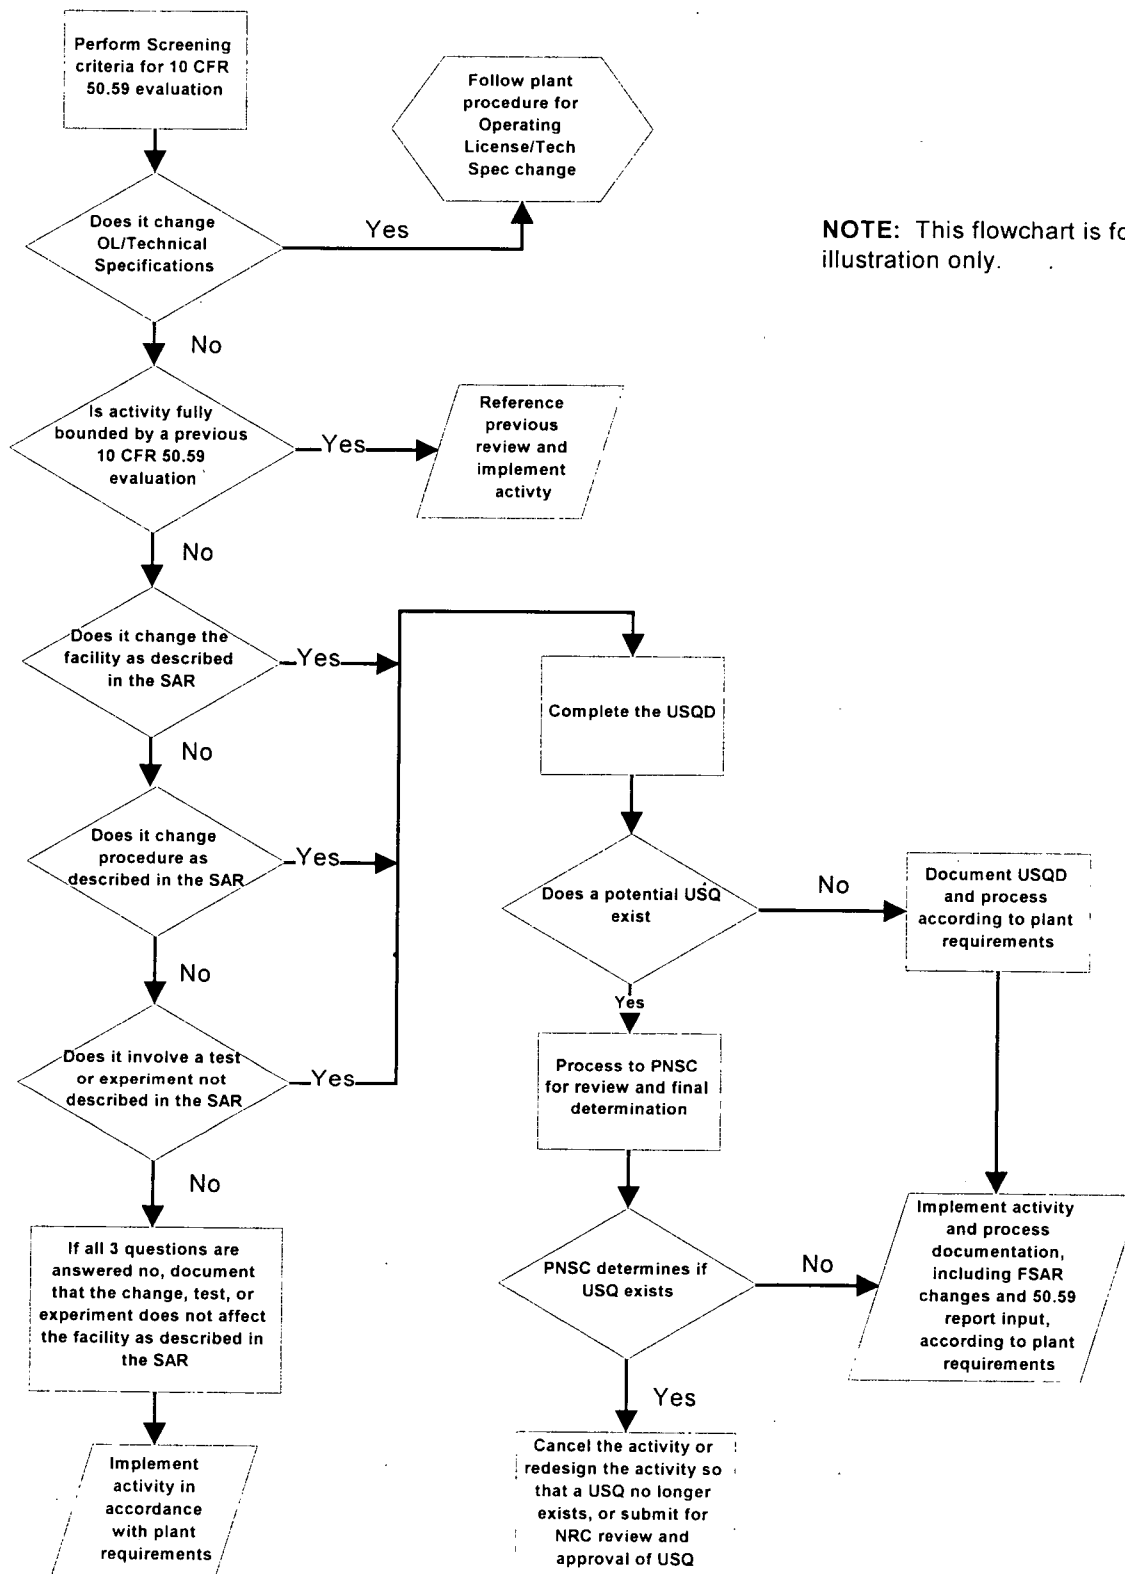 Perform Screening
criteria for 10 CFR
50.59 evaluation
Follow plant
procedure for
Operating
License/Tech
Spec change
Does it change
OL/Technical
Specifications
Yes
NOTE: This flowchart is fo
illustration only.
No
Is activity fully
bounded by a previous
10 CFR 50.59
evaluation
Yes
Reference
previous
review and
implement
activty
No
Does it change the
facility as described
in the SAR
Yes
No
Does it change
procedure as
described in the SAR
Yes
No
Does it involve a test
or experiment not
described in the SAR
Yes
No
If all 3 questions are
answered no, document
that the change, test, or
experiment does not affect
the facility as described in
the SAR
Implement
activity in
accordance
with plant
requirements
Complete the USQD
Does a potential USQ
exist
No
Document USQD
and process
according to plant
requirements
Yes
Process to PNSC
for review and final
determination
PNSC determines if
USQ exists
No
Implement activity
and process
documentation,
including FSAR
changes and 50.59
report input,
according to plant
requirements
Yes
Cancel the activity or
redesign the activity so
that a USQ no longer
exists, or submit for
NRC review and
approval of USQ